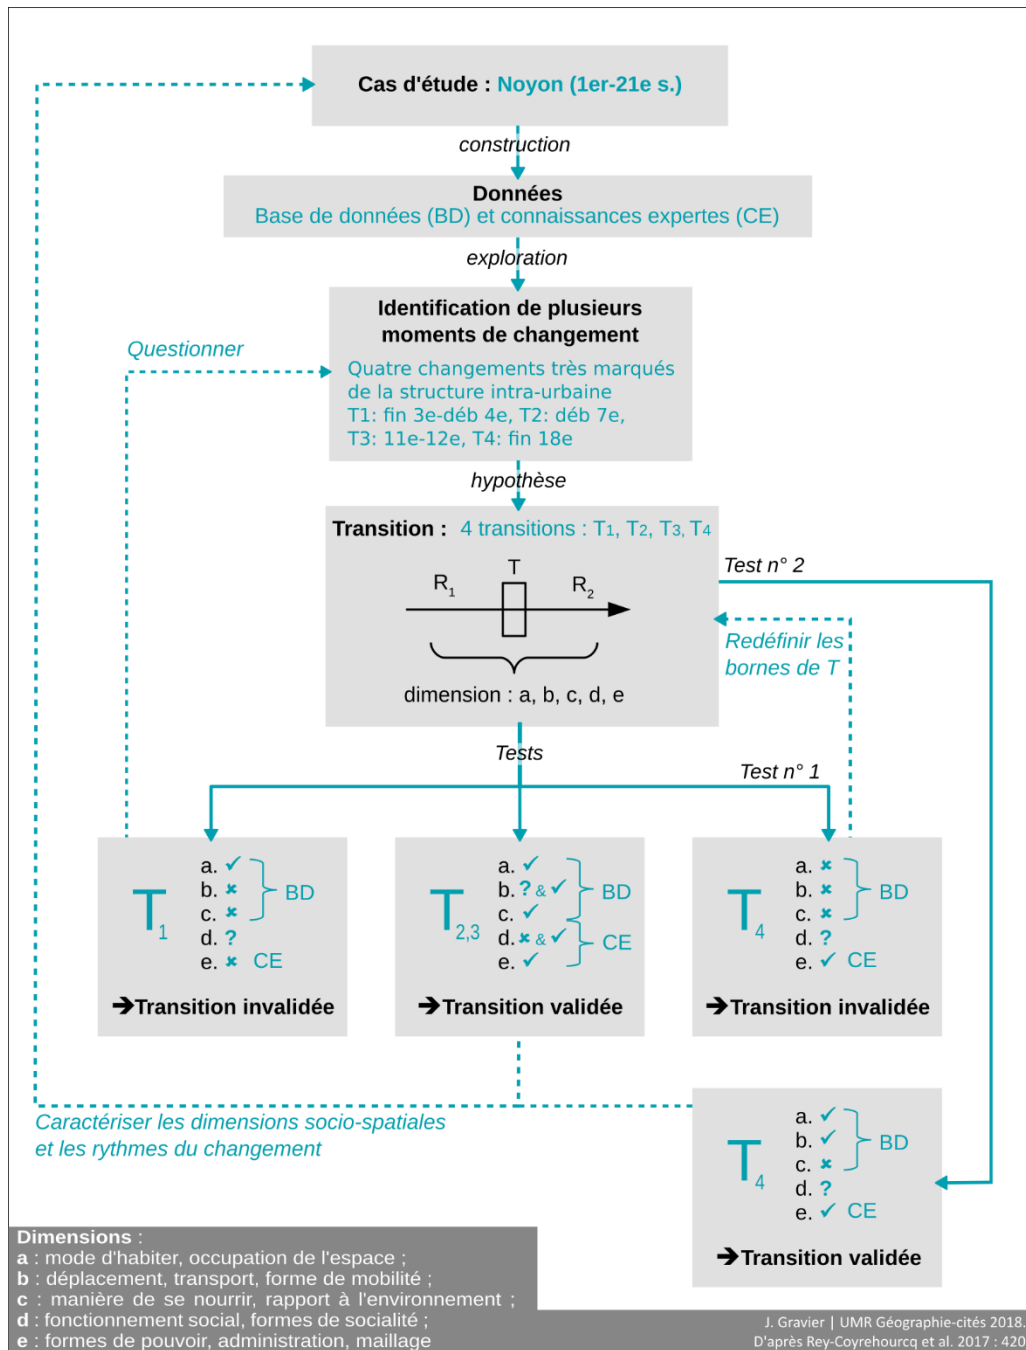 Cas d'étude : Noyon (1er-21e s.)
construction
Données
Base de données (BD) et connaissances expertes (CE)
exploration
Identification de plusieurs
moments de changement
Quatre changements très marqués
de la structure intra-urbaine
T1: fin 3e-déb 4e, T2: déb 7e,
T3: 11e-12e, T4: fin 18e
Questionner
hypothèse
Transition : 4 transitions : T1, T2, T3, T4
R1 T R2
dimension : a, b, c, d, e
Test n° 2
Redéfinir les
bornes de T
Tests
Test n° 1
T1
a. ✓
b. ✖
c. ✖
BD
d. ?
e. ✖ CE
➔Transition invalidée
T2,3
a. ✓
b. ? & ✓
c. ✓
BD
d. ✖ & ✓
e. ✓
CE
➔Transition validée
T4
a. ✖
b. ✖
c. ✖
BD
d. ?
e. ✓ CE
➔Transition invalidée
Caractériser les dimensions socio-spatiales
et les rythmes du changement
T4
a. ✓
b. ✓
c. ✖
BD
d. ?
e. ✓ CE
➔Transition validée
Dimensions :
a : mode d'habiter, occupation de l'espace ;
b : déplacement, transport, forme de mobilité ;
c : manière de se nourrir, rapport à l'environnement ;
d : fonctionnement social, formes de socialité ;
e : formes de pouvoir, administration, maillage
J. Gravier | UMR Géographie-cités 2018.
D'après Rey-Coyrehourcq et al. 2017 : 420